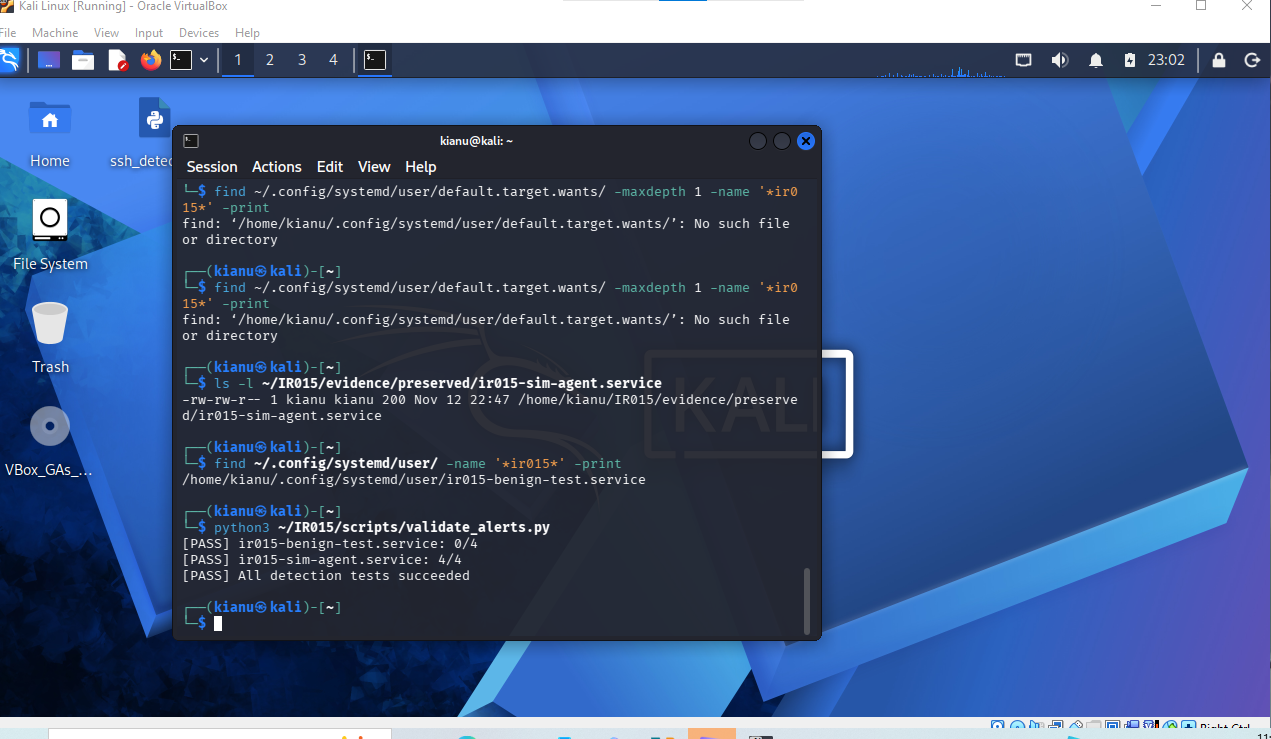 Kali Linux [Running] - Oracle VirtualBox
File Machine View Input Devices Help
1 2 3 4
23:02
Home
ssh_detec
File System
Trash
VBox_GAs_...
kianu@kali: ~
Session Actions Edit View Help
└─$ find ~/.config/systemd/user/default.target.wants/ -maxdepth 1 -name '*ir0
15*' -print
find: ‘/home/kianu/.config/systemd/user/default.target.wants/’: No such file
or directory
┌──(kianu㉿kali)-[~]
└─$ find ~/.config/systemd/user/default.target.wants/ -maxdepth 1 -name '*ir0
15*' -print
find: ‘/home/kianu/.config/systemd/user/default.target.wants/’: No such file
or directory
┌──(kianu㉿kali)-[~]
└─$ ls -l ~/IR015/evidence/preserved/ir015-sim-agent.service
-rw-rw-r-- 1 kianu kianu 200 Nov 12 22:47 /home/kianu/IR015/evidence/preserve
d/ir015-sim-agent.service
┌──(kianu㉿kali)-[~]
└─$ find ~/.config/systemd/user/ -name '*ir015*' -print
/home/kianu/.config/systemd/user/ir015-benign-test.service
┌──(kianu㉿kali)-[~]
└─$ python3 ~/IR015/scripts/validate_alerts.py
[PASS] ir015-benign-test.service: 0/4
[PASS] ir015-sim-agent.service: 4/4
[PASS] All detection tests succeeded
┌──(kianu㉿kali)-[~]
└─$
KALI
Right Ctrl